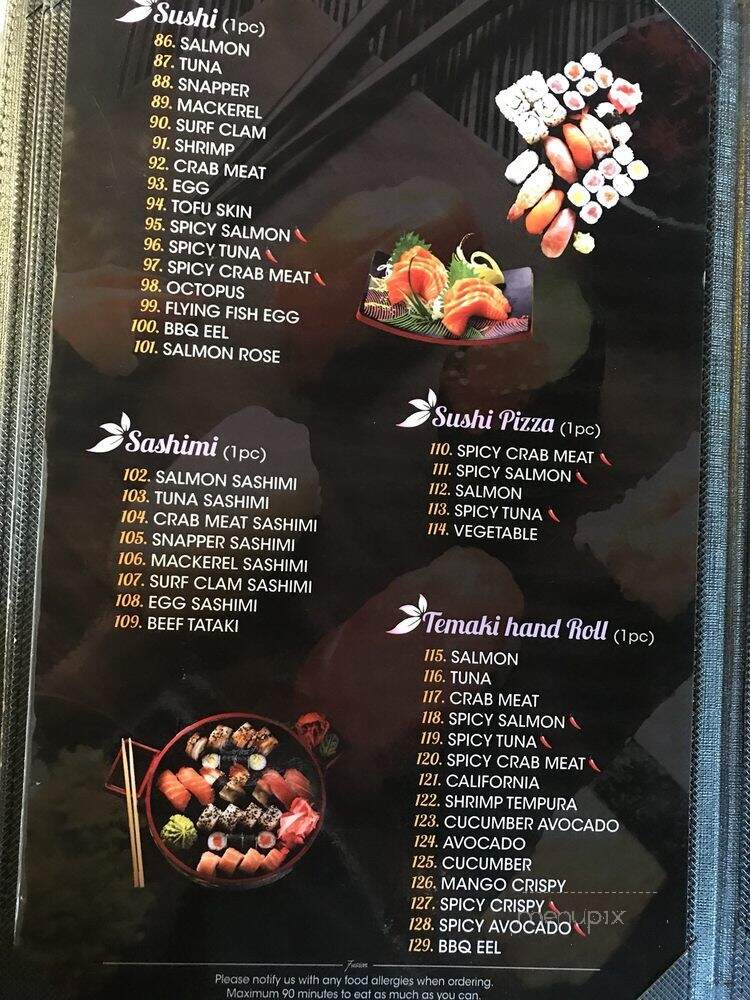 Sushi (1pc)
86. SALMON
87. TUNA
88. SNAPPER
89. MACKEREL
90. SURF CLAM
91. SHRIMP
92. CRAB MEAT
93. EGG
94. TOFU SKIN
95. SPICY SALMON
96. SPICY TUNA
97. SPICY CRAB MEAT
98. OCTOPUS
99. FLYING FISH EGG
100. BBQ EEL
101. SALMON ROSE
Sashimi (1pc)
102. SALMON SASHIMI
103. TUNA SASHIMI
104. CRAB MEAT SASHIMI
105. SNAPPER SASHIMI
106. MACKEREL SASHIMI
107. SURF CLAM SASHIMI
108. EGG SASHIMI
109. BEEF TATAKI
Sushi Pizza (1pc)
110. SPICY CRAB MEAT
111. SPICY SALMON
112. SALMON
113. SPICY TUNA
114. VEGETABLE
Temaki hand Roll (1pc)
115. SALMON
116. TUNA
117. CRAB MEAT
118. SPICY SALMON
119. SPICY TUNA
120. SPICY CRAB MEAT
121. CALIFORNIA
122. SHRIMP TEMPURA
123. CUCUMBER AVOCADO
124. AVOCADO
125. CUCUMBER
126. MANGO CRISPY
127. SPICY CRISPY
128. SPICY AVOCADO
129. BBQ EEL
menupix
Fusion
Please notify us with any food allergies when ordering.
Maximum 90 minutes to eat as much as you can.